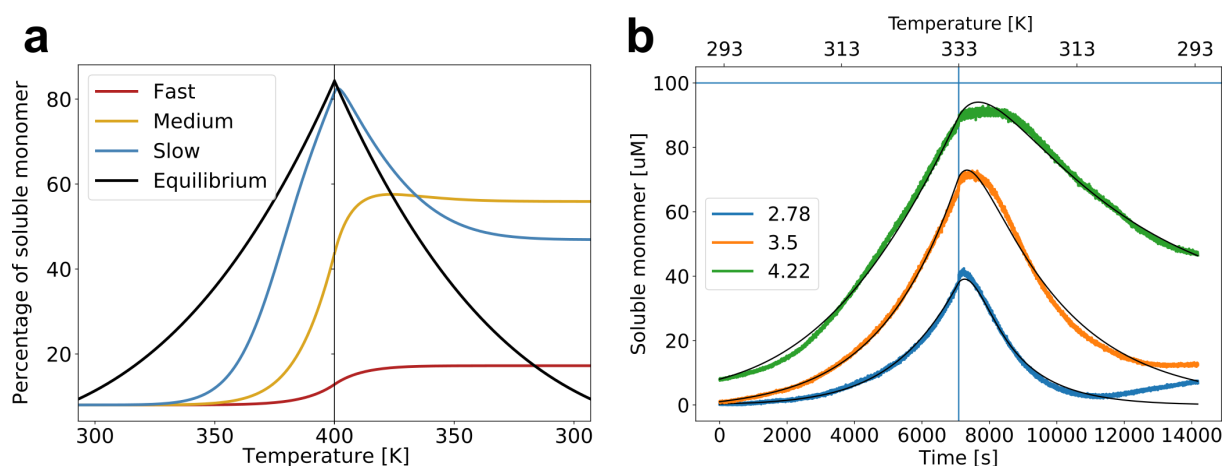 a
Percentage of soluble monomer
80
60
40
20
Fast
Medium
Slow
Equilibrium
300 350 400 350 300
Temperature [K]
b
Temperature [K]
293 313 333 313 293
Soluble monomer [uM]
100
80
60
40
20
0
2.78
3.5
4.22
0 2000 4000 6000 8000 10000 12000 14000
Time [s]